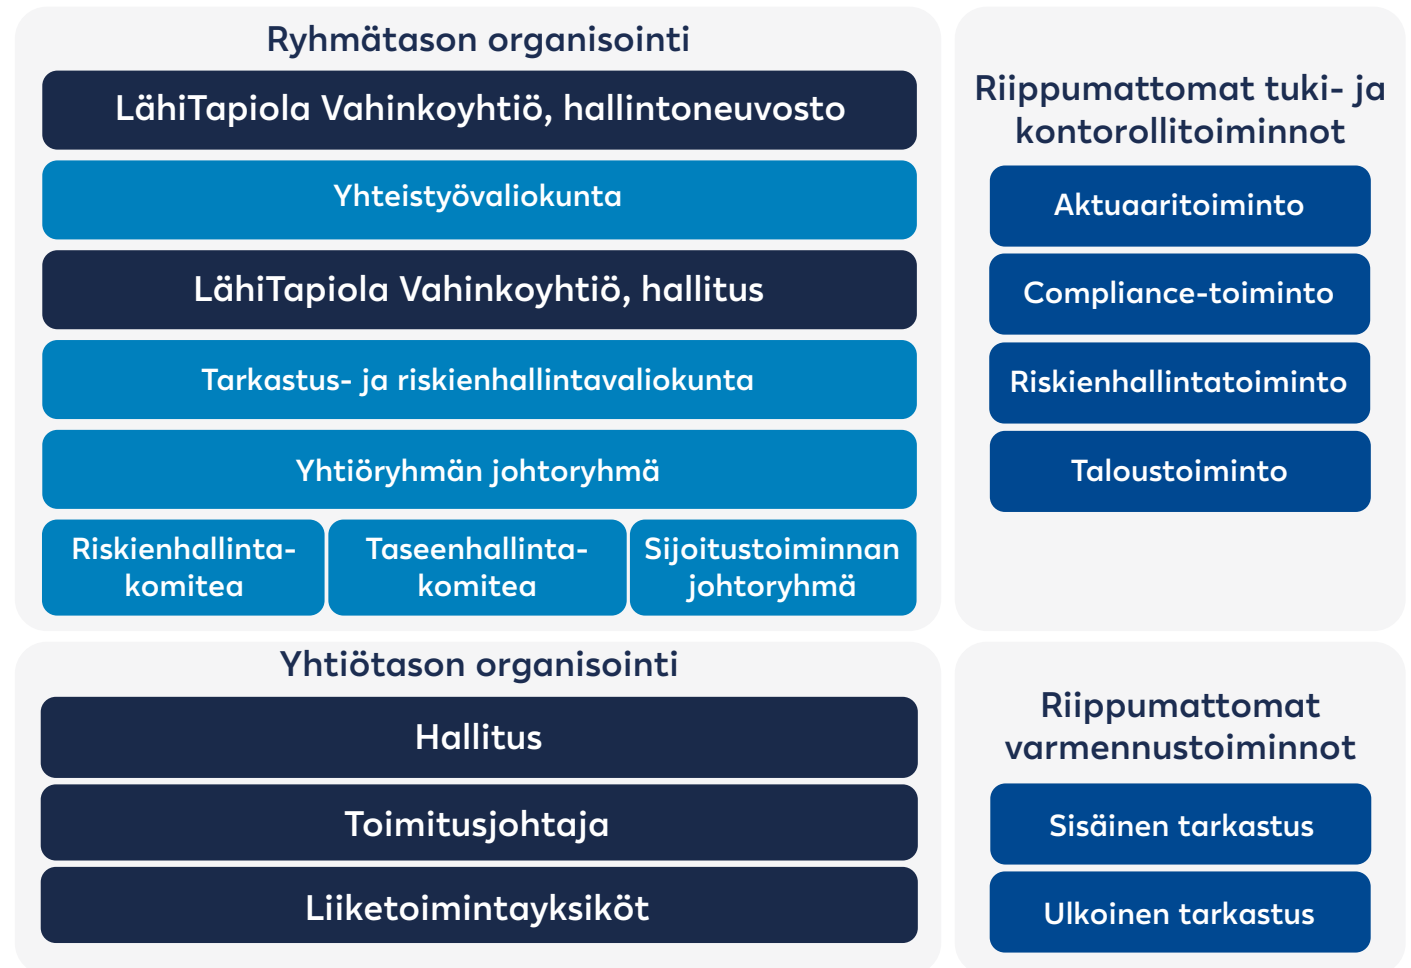 Ryhmätason organisointi
LähiTapiola Vahinkoyhtiö, hallintoneuvosto
Yhteistyövaliokunta
LähiTapiola Vahinkoyhtiö, hallitus
Tarkastus- ja riskienhallintavaliokunta
Yhtiöryhmän johtoryhmä
Riskienhallinta-
komitea
Taseenhallinta-
komitea
Sijoitustoiminnan
johtoryhmä
Riippumattomat tuki- ja
kontorollitoiminnot
Aktuaaritoiminto
Compliance-toiminto
Riskienhallintatoiminto
Taloustoiminto
Yhtiötason organisointi
Hallitus
Toimitusjohtaja
Liiketoimintayksiköt
Riippumattomat
varmennustoiminnot
Sisäinen tarkastus
Ulkoinen tarkastus